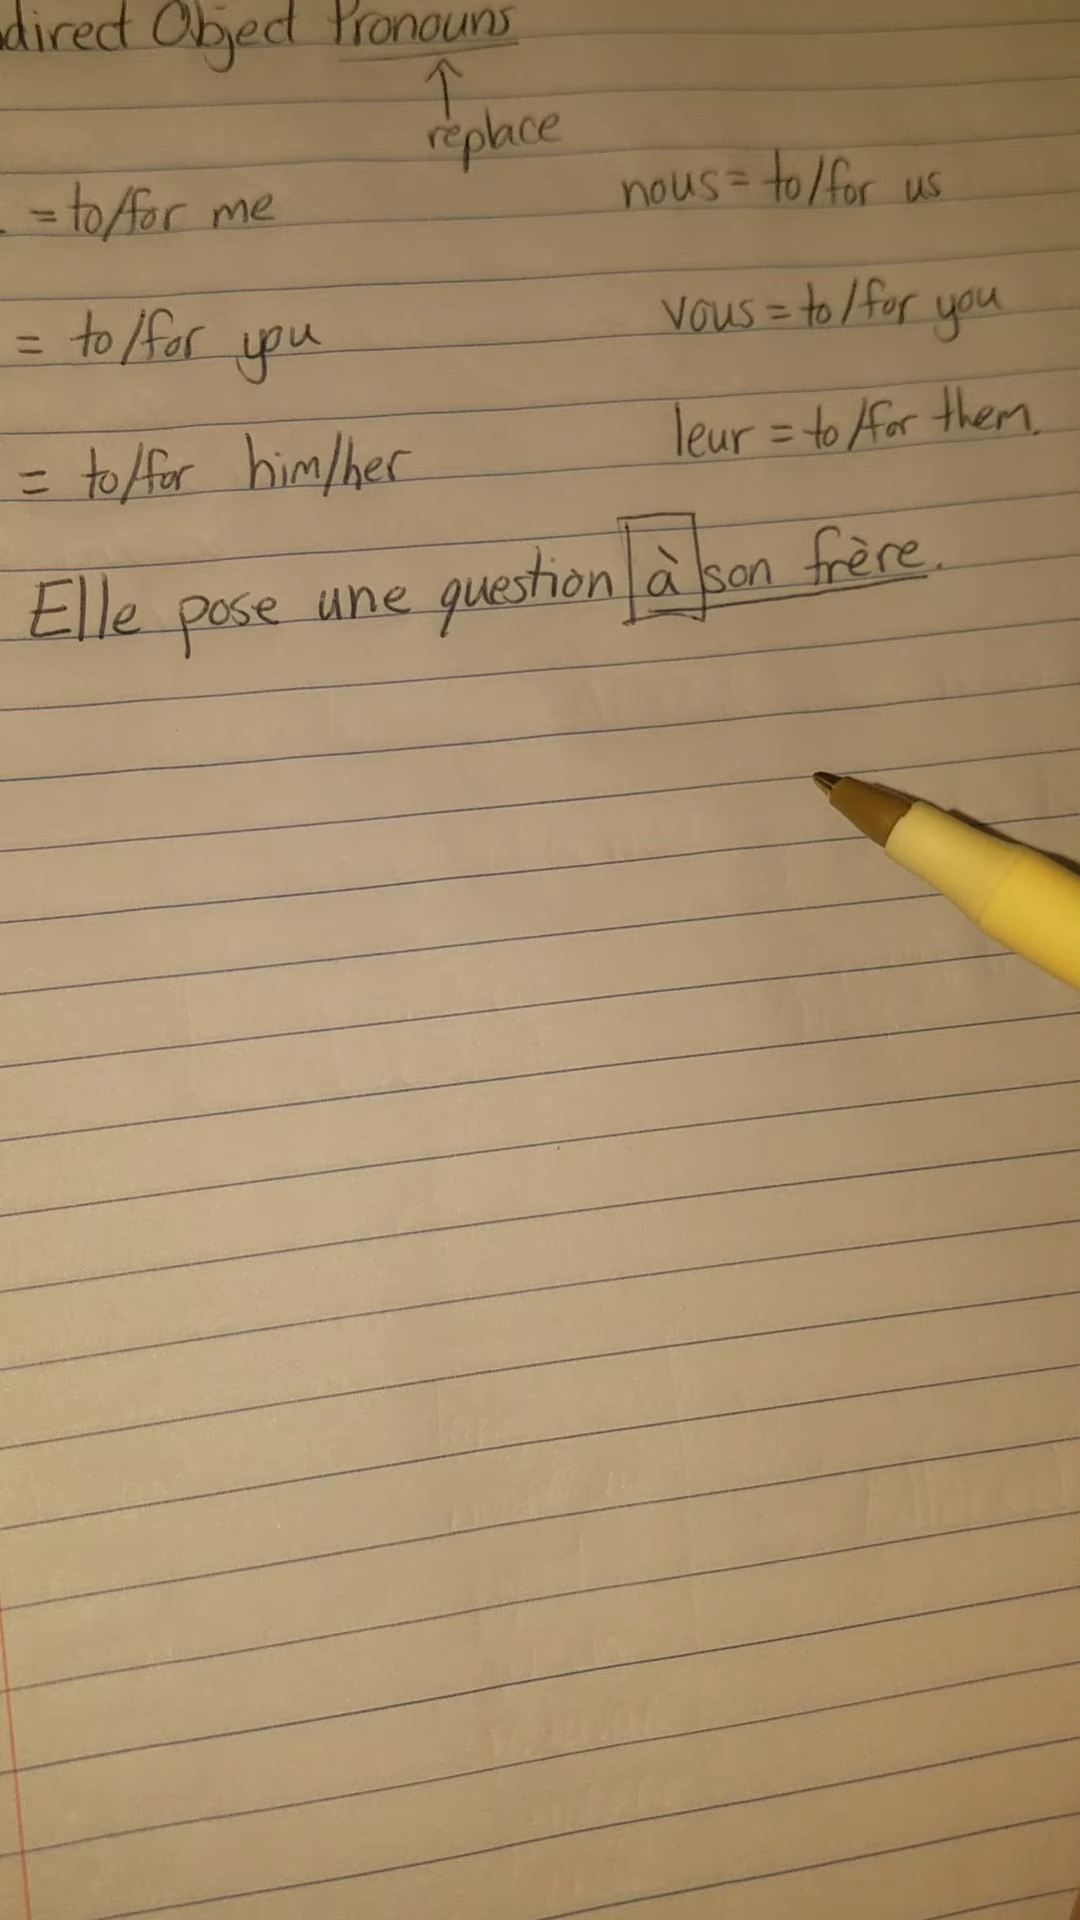 direct Object Pronouns
replace
= to/for me
nous = to/for us
= to/for you
vous = to/for you
= to/for him/her
leur = to/for them.
Elle pose une question à son frère.